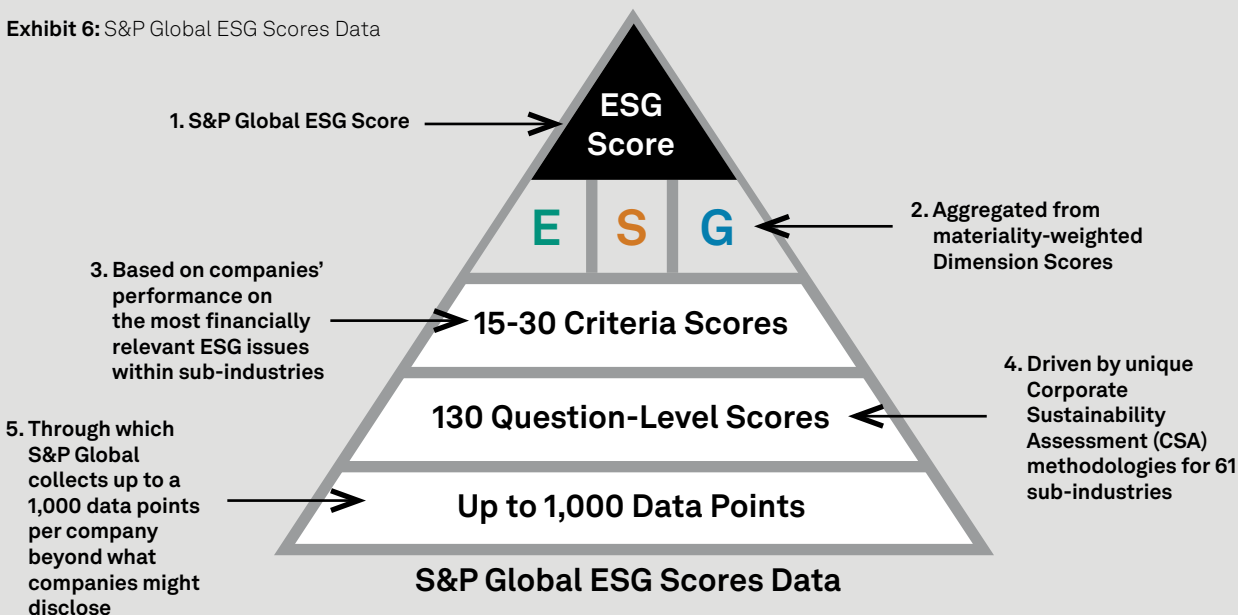 Exhibit 6: S&P Global ESG Scores Data
ESG
Score
1. S&P Global ESG Score
E S G
2. Aggregated from
materiality-weighted
Dimension Scores
3. Based on companies’
performance on
the most financially
relevant ESG issues
within sub-industries
15-30 Criteria Scores
130 Question-Level Scores
4. Driven by unique
Corporate
Sustainability
Assessment (CSA)
methodologies for 61
sub-industries
5. Through which
S&P Global
collects up to a
1,000 data points
per company
beyond what
companies might
disclose
Up to 1,000 Data Points
S&P Global ESG Scores Data